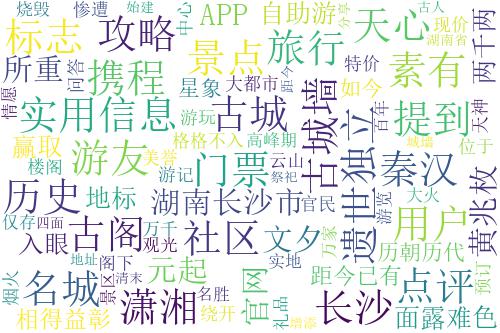 烧毁 惨遭 始建 中心 APP 自助游 分享 古人
标志 攻略 景点 旅行 天心 现价 湖南省 两千两
所重 问答 携程 星象 大都市 距今 特价 素有
情愿 实用信息 古城 古城墙 如今 百年 提到 天神
赢取 游玩 格格不入 高峰期 独立 城墟 位于
楼阁 游友 美誉 门票 云山 祭祀 遗世 秦汉 黄兆枚
历史 地标 游记 湖南长沙市 官民 游览 大火 用户
仅存 四面 古阁 万千 社区 文夕 万家 历朝历代
入眼 观光 元起 实地 距今已有 预订
烟火 名城 地址 阁下 景区 清末 名胜 官网 礼品 长沙 点评
相得益彰 潇湘 绕开 增添 面露难色